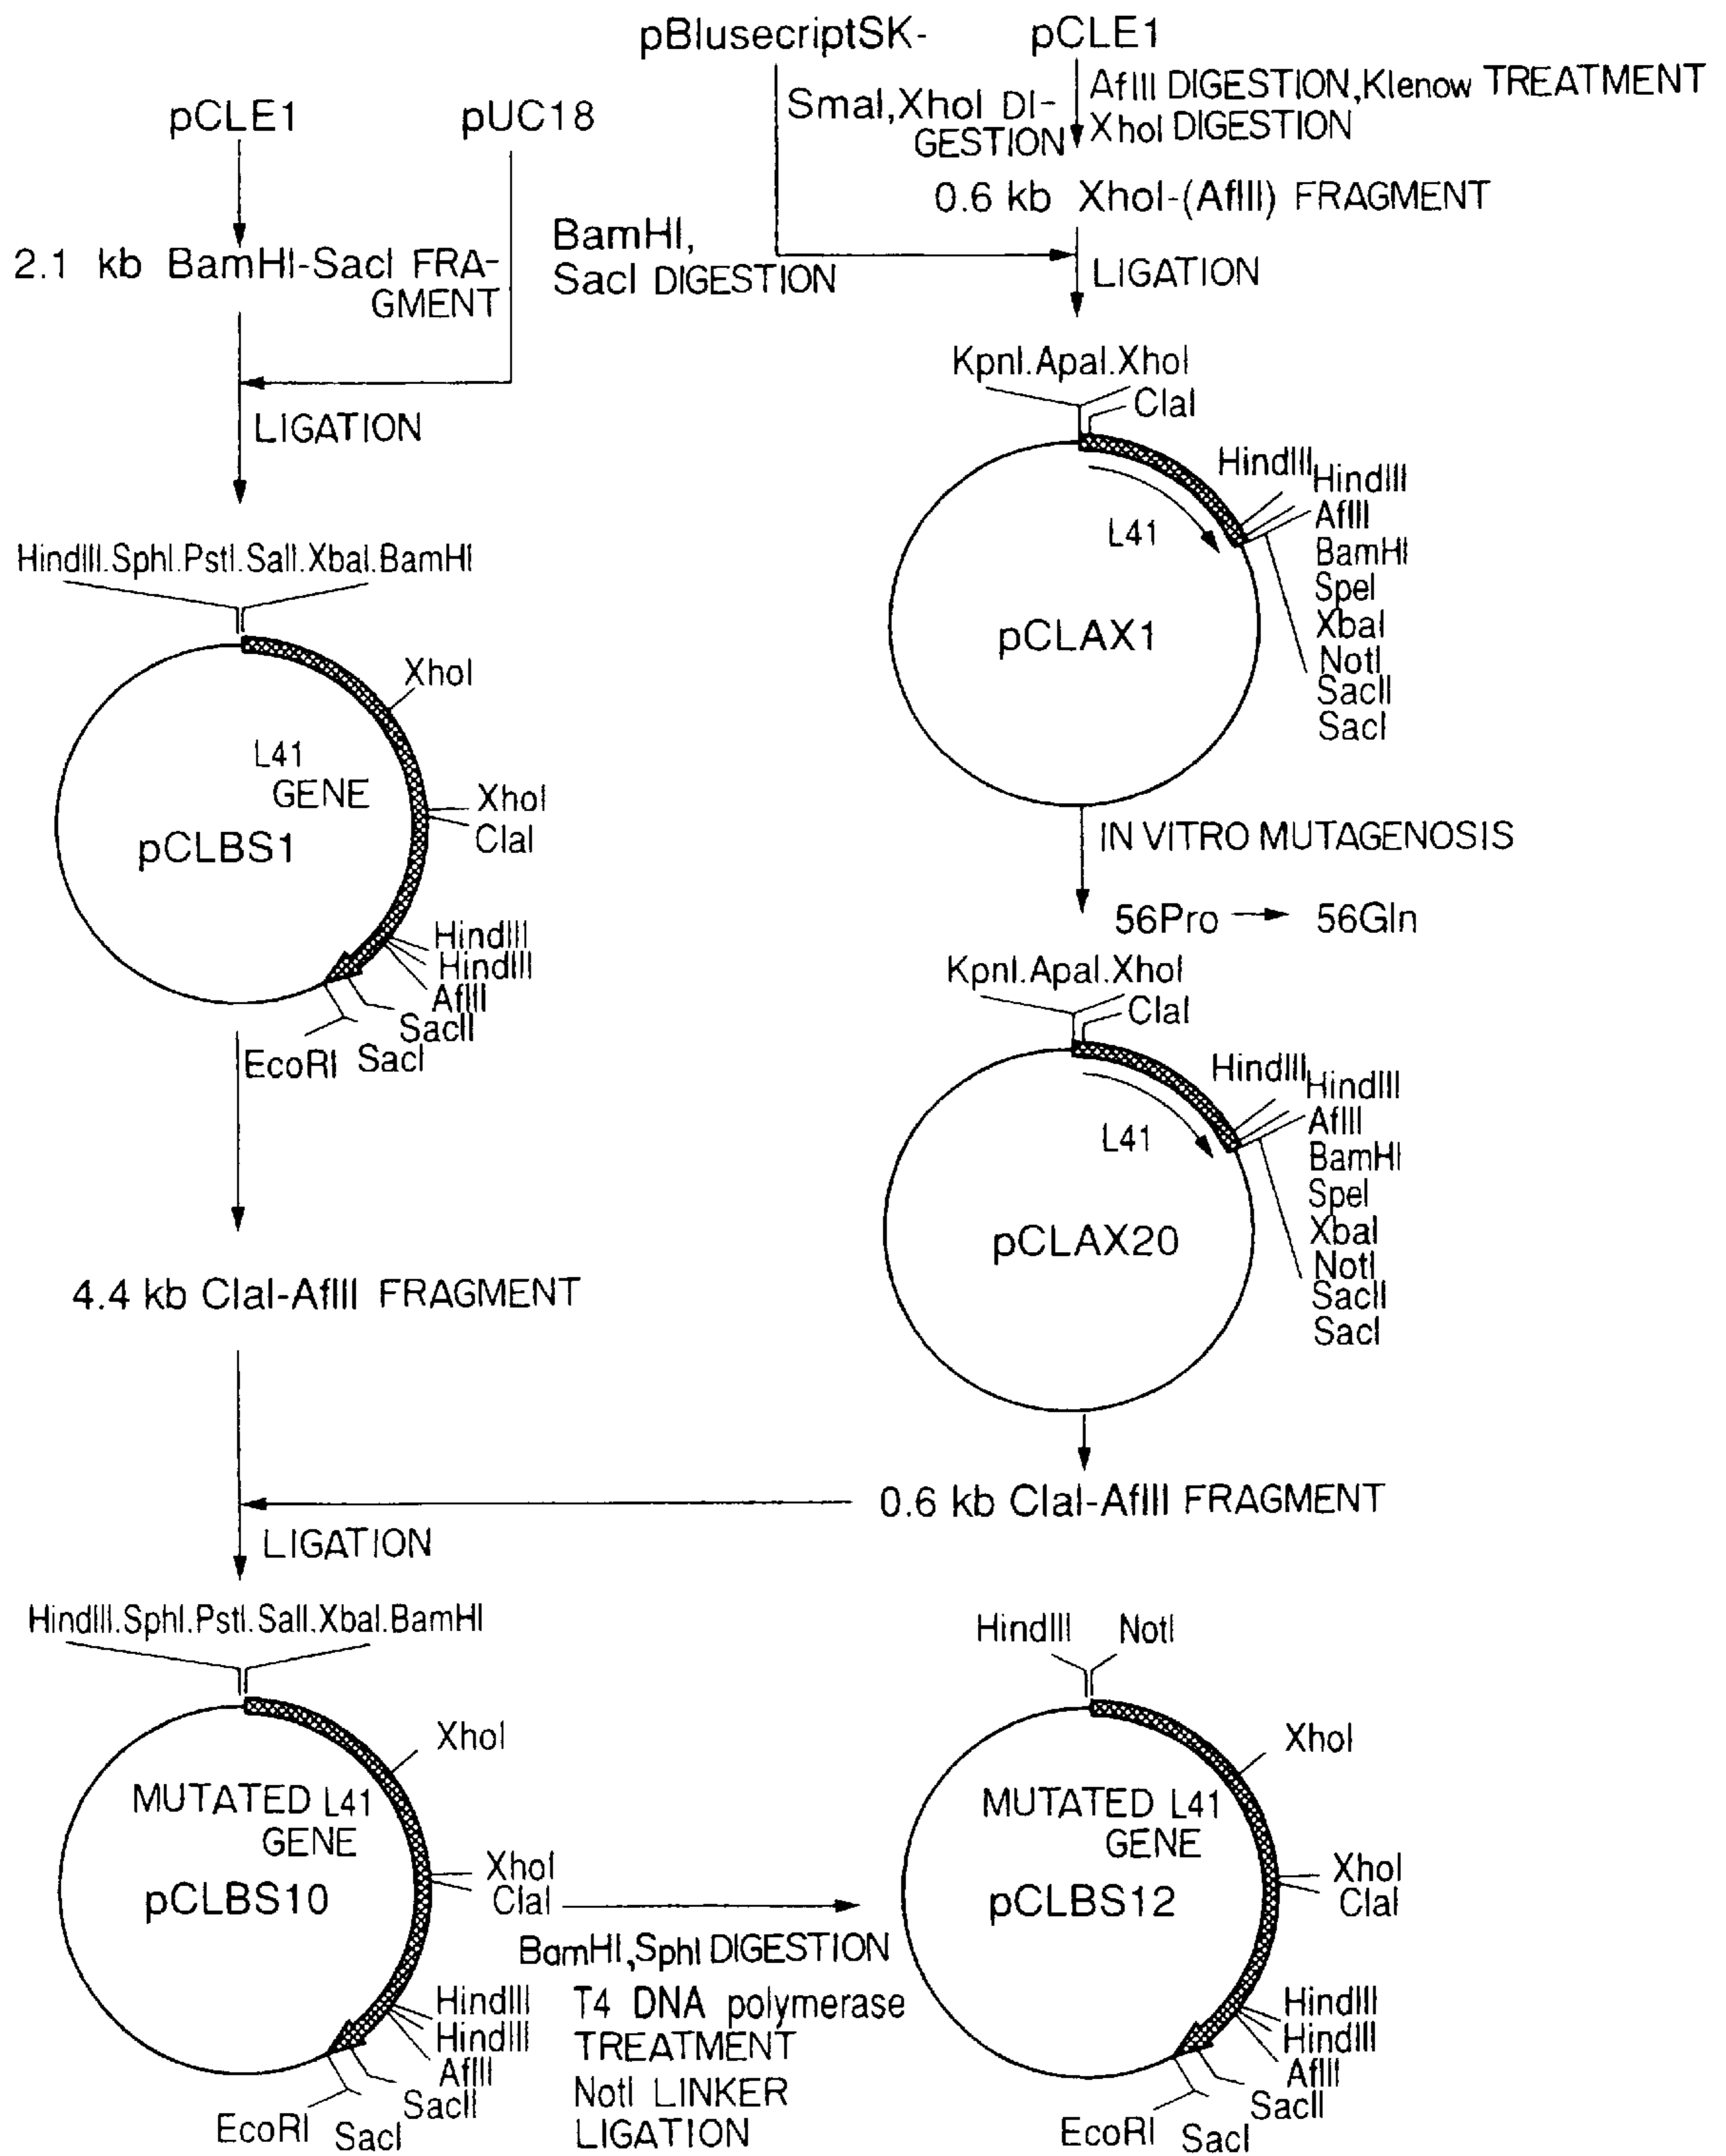 pBlusecriptSK-
pCLE1
SmaI,XhoI DI-
GESTION
AflII DIGESTION,Klenow TREATMENT
XhoI DIGESTION
0.6 kb XhoI-(AflII) FRAGMENT
LIGATION
pCLE1
pUC18
2.1 kb BamHI-SacI FRA-
GMENT
BamHI,
SacI DIGESTION
LIGATION
HindIII.SphI.PstI.SalI.XbaI.BamHI
XhoI
L41
GENE
XhoI
ClaI
pCLBS1
HindIII
HindIII
AflII
SacII
SacI
EcoRI
KpnI.ApaI.XhoI
ClaI
HindIII
HindIII
AflII
BamHI
SpeI
XbaI
NotI
SacII
SacI
L41
pCLAX1
IN VITRO MUTAGENOSIS
56Pro → 56Gln
KpnI.ApaI.XhoI
ClaI
HindIII
HindIII
AflII
BamHI
SpeI
XbaI
NotI
SacII
SacI
L41
pCLAX20
4.4 kb ClaI-AflII FRAGMENT
0.6 kb ClaI-AflII FRAGMENT
LIGATION
HindIII.SphI.PstI.SalI.XbaI.BamHI
XhoI
MUTATED L41
GENE
XhoI
ClaI
pCLBS10
HindIII
HindIII
AflII
SacII
SacI
EcoRI
BamHI,SphI DIGESTION
T4 DNA polymerase
TREATMENT
NotI LINKER
LIGATION
HindIII NotI
XhoI
MUTATED L41
GENE
XhoI
ClaI
pCLBS12
HindIII
HindIII
AflII
SacII
SacI
EcoRI